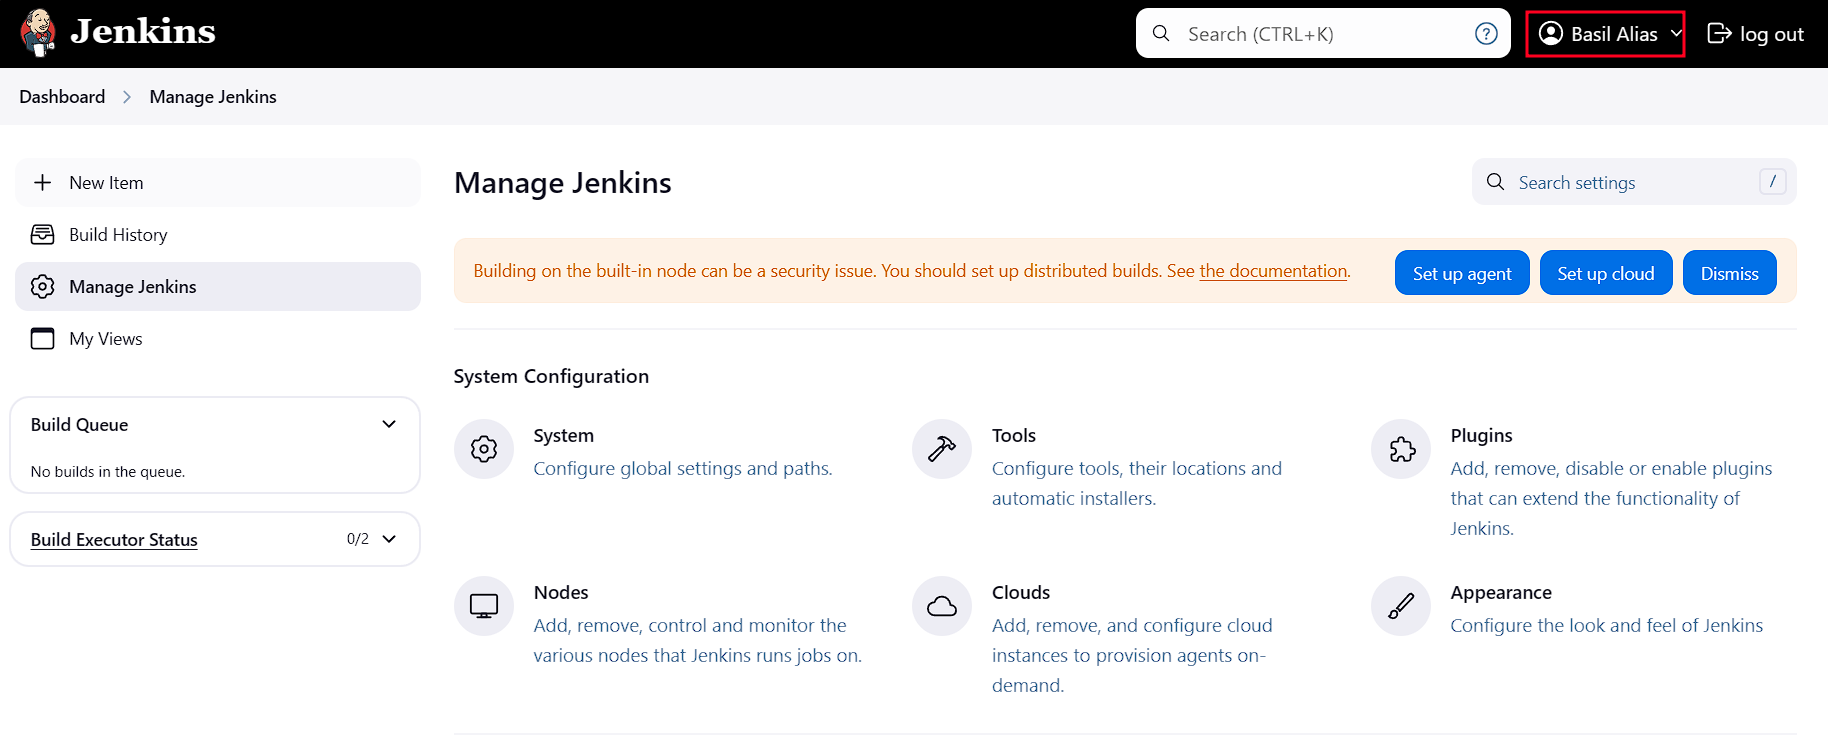 Jenkins
Search (CTRL+K)
?
Basil Alias
log out
Dashboard
Manage Jenkins
New Item
Build History
Manage Jenkins
My Views
Build Queue
No builds in the queue.
Build Executor Status
0/2
Manage Jenkins
Search settings
/
Building on the built-in node can be a security issue. You should set up distributed builds. See the documentation.
Set up agent
Set up cloud
Dismiss
System Configuration
System
Configure global settings and paths.
Tools
Configure tools, their locations and
automatic installers.
Plugins
Add, remove, disable or enable plugins
that can extend the functionality of
Jenkins.
Nodes
Add, remove, control and monitor the
various nodes that Jenkins runs jobs on.
Clouds
Add, remove, and configure cloud
instances to provision agents on-
demand.
Appearance
Configure the look and feel of Jenkins